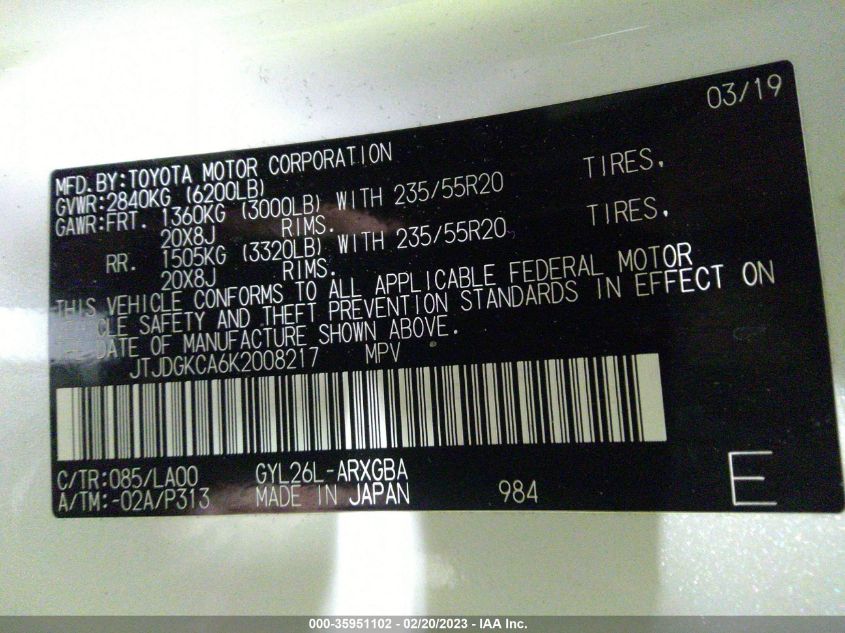 03/19
MFD.BY:TOYOTA MOTOR CORPORATION
GVWR:2840KG (6200LB)
GAWR:FRT. 1360KG (3000LB) WITH 235/55R20 TIRES,
20X8J RIMS.
RR. 1505KG (3320LB) WITH 235/55R20 TIRES,
20X8J RIMS.
THIS VEHICLE CONFORMS TO ALL APPLICABLE FEDERAL MOTOR
VEHICLE SAFETY AND THEFT PREVENTION STANDARDS IN EFFECT ON
THE DATE OF MANUFACTURE SHOWN ABOVE.
JTJDGKCA6K2008217 MPV
C/TR:085/LA00 GYL26L-ARXGBA
A/TM:-02A/P313 MADE IN JAPAN 984 E
000-35951102 - 02/20/2023 - IAA Inc.